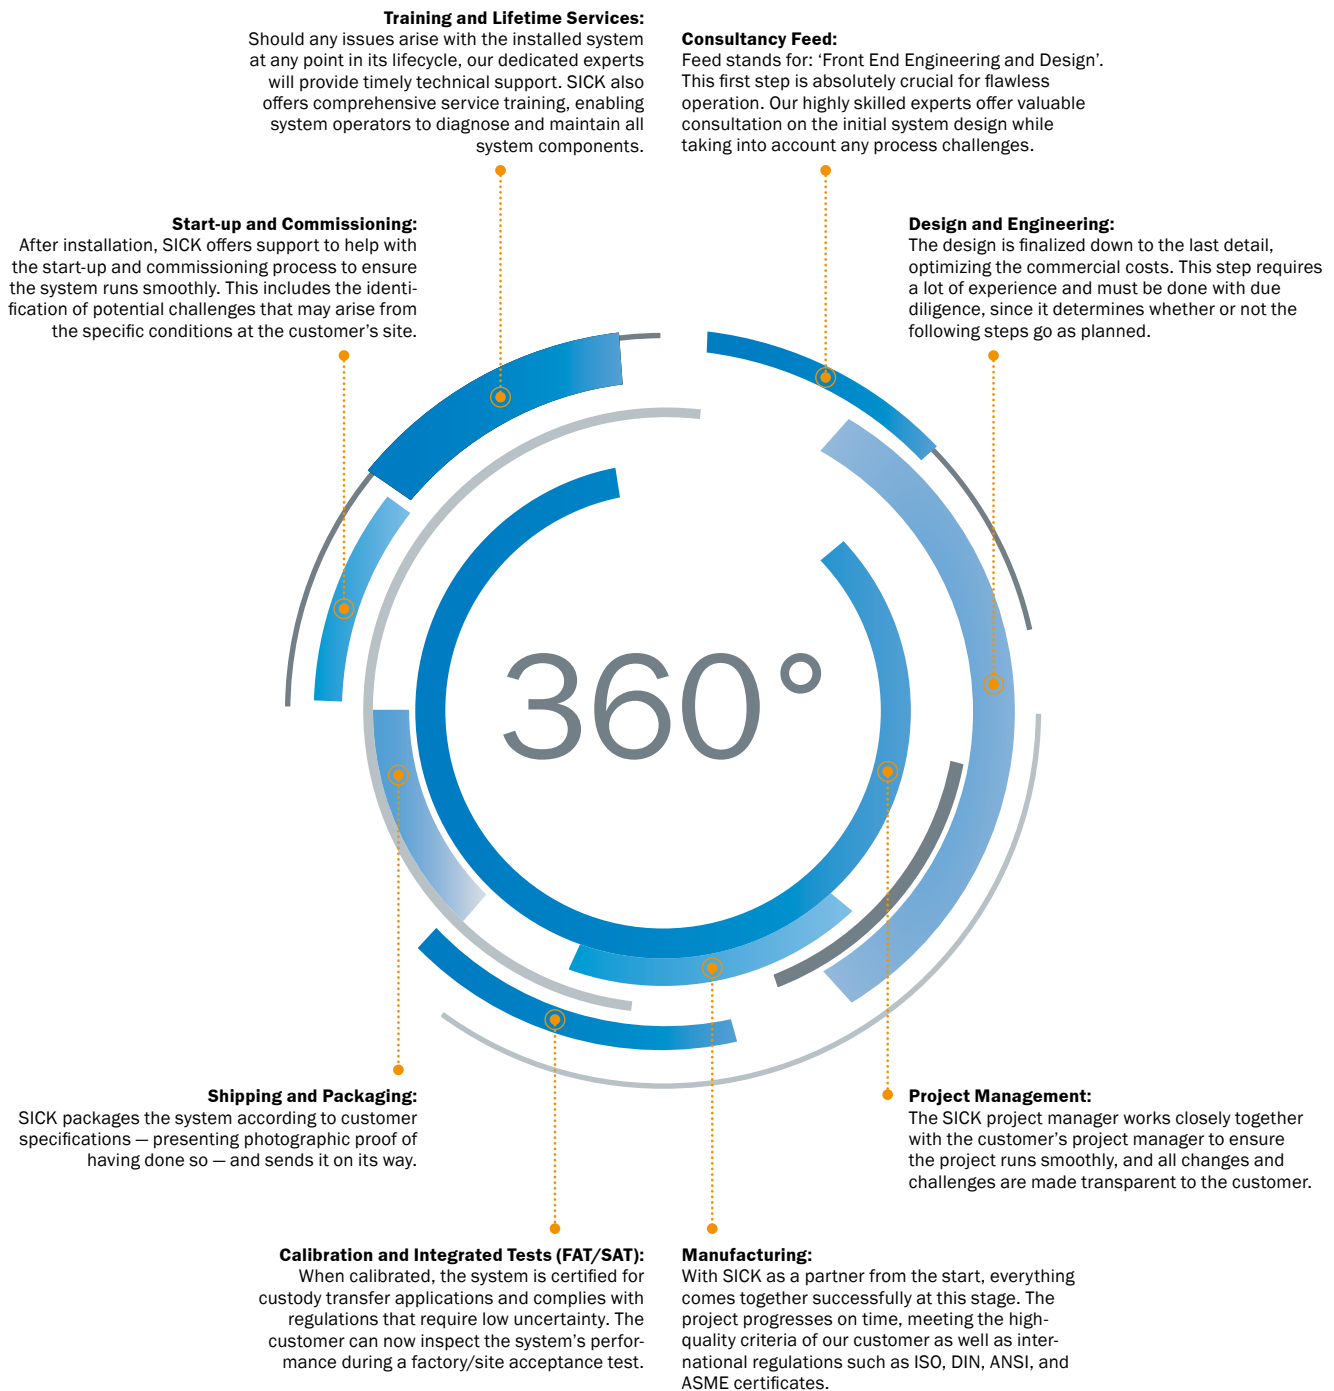 Training and Lifetime Services:
Should any issues arise with the installed system
at any point in its lifecycle, our dedicated experts
will provide timely technical support. SICK also
offers comprehensive service training, enabling
system operators to diagnose and maintain all
system components.
Consultancy Feed:
Feed stands for: ‘Front End Engineering and Design’.
This first step is absolutely crucial for flawless
operation. Our highly skilled experts offer valuable
consultation on the initial system design while
taking into account any process challenges.
Start-up and Commissioning:
After installation, SICK offers support to help with
the start-up and commissioning process to ensure
the system runs smoothly. This includes the identi-
fication of potential challenges that may arise from
the specific conditions at the customer’s site.
Design and Engineering:
The design is finalized down to the last detail,
optimizing the commercial costs. This step requires
a lot of experience and must be done with due
diligence, since it determines whether or not the
following steps go as planned.
360°
Shipping and Packaging:
SICK packages the system according to customer
specifications — presenting photographic proof of
having done so — and sends it on its way.
Project Management:
The SICK project manager works closely together
with the customer’s project manager to ensure
the project runs smoothly, and all changes and
challenges are made transparent to the customer.
Calibration and Integrated Tests (FAT/SAT):
When calibrated, the system is certified for
custody transfer applications and complies with
regulations that require low uncertainty. The
customer can now inspect the system’s perfor-
mance during a factory/site acceptance test.
Manufacturing:
With SICK as a partner from the start, everything
comes together successfully at this stage. The
project progresses on time, meeting the high-
quality criteria of our customer as well as inter-
national regulations such as ISO, DIN, ANSI, and
ASME certificates.